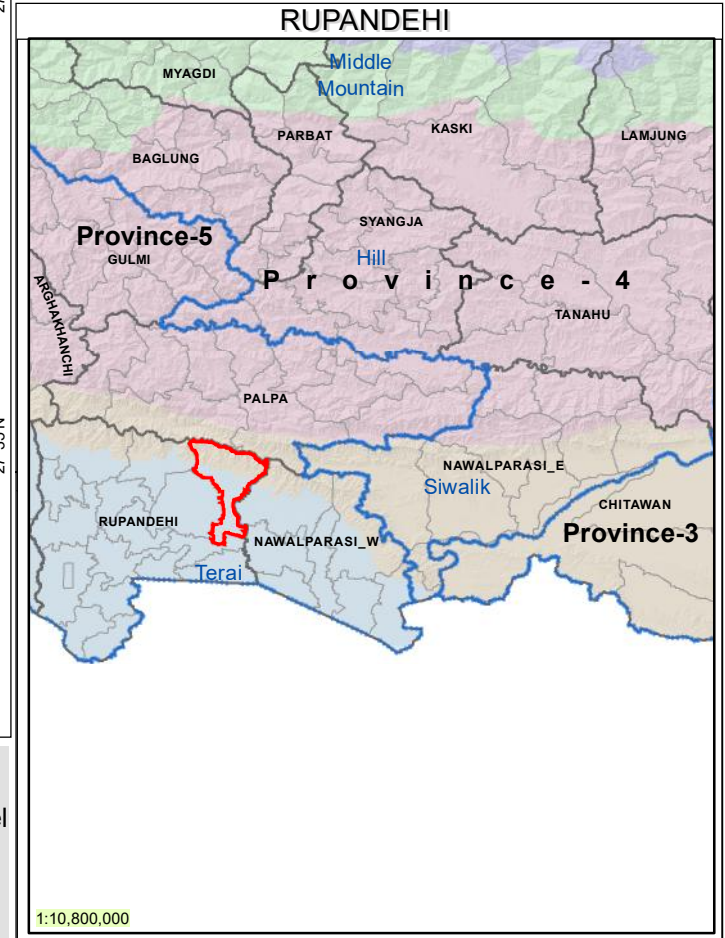 RUPANDEHI
Middle
Mountain
MYAGDI
PARBAT
KASKI
LAMJUNG
BAGLUNG
SYANGJA
Province-5
GULMI
Hill
Province-4
ARGHAKHANCHI
TANAHU
PALPA
NAWALPARASI_E
Siwalik
CHITAWAN
Province-3
RUPANDEHI
NAWALPARASI_W
Terai
1:10,800,000